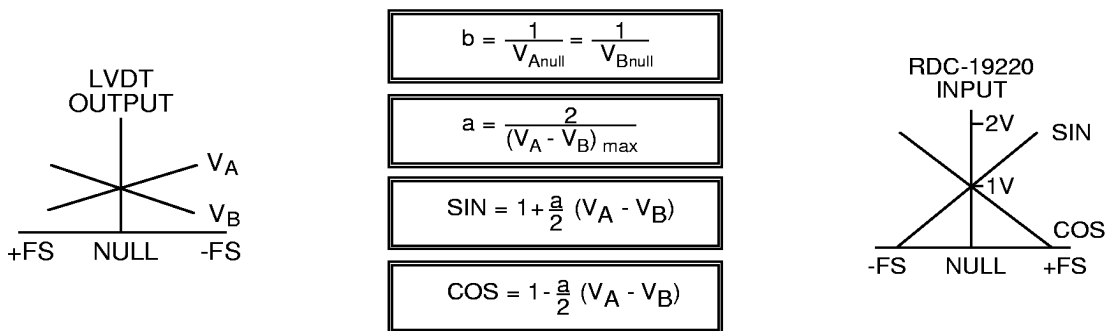 LVDT
OUTPUT
V_A
V_B
+FS NULL -FS
b = 1/V_Anull = 1/V_Bnull
a = 2/(V_A - V_B) max
SIN = 1+ a/2 (V_A - V_B)
COS = 1- a/2 (V_A - V_B)
RDC-19220
INPUT
2V
SIN
1V
COS
-FS NULL +FS